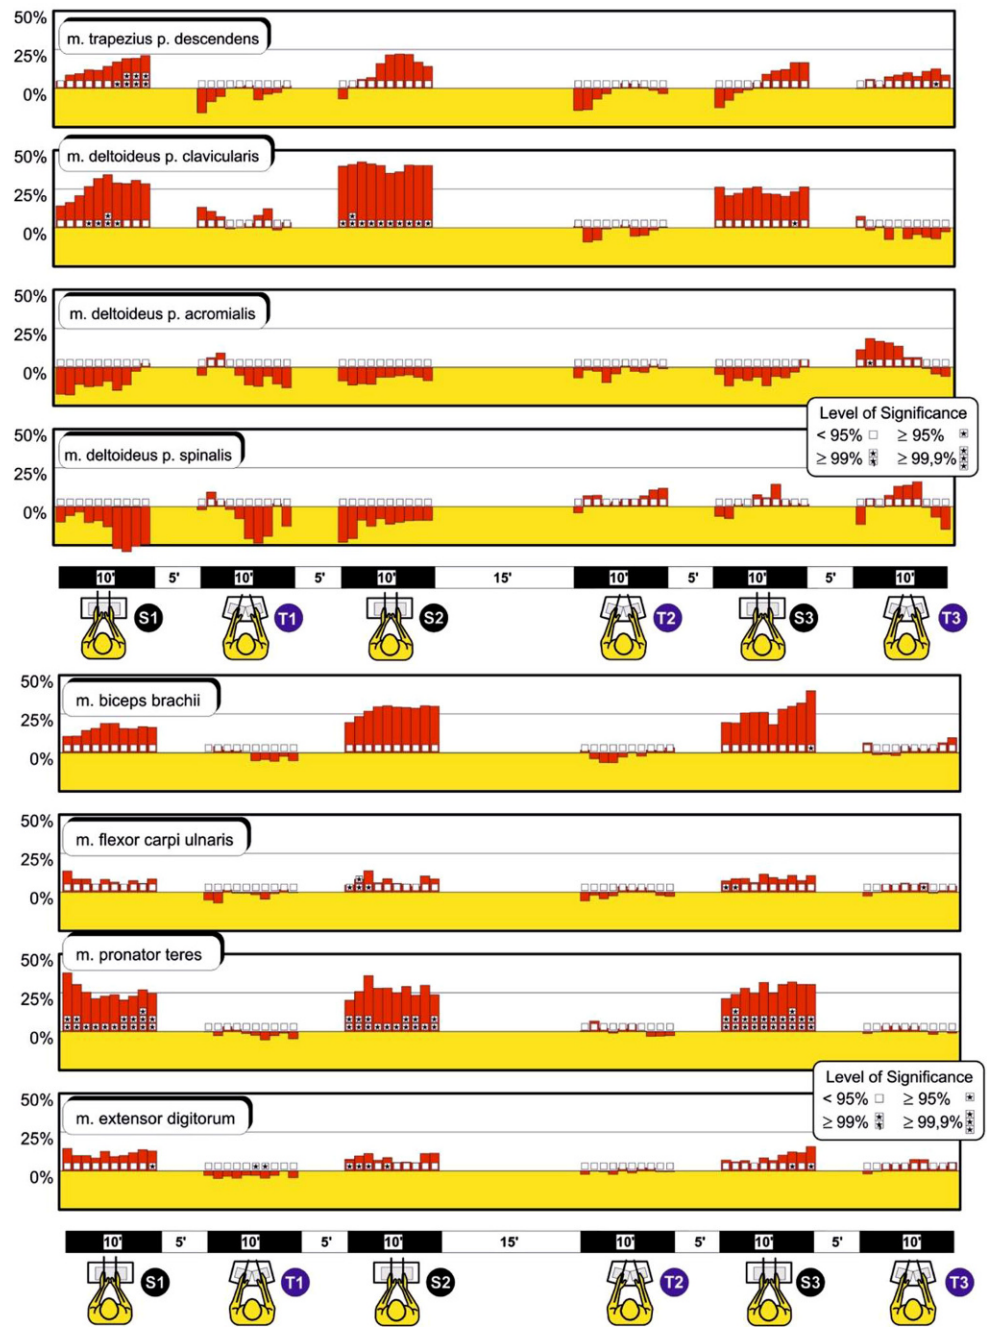 50%
m. trapezius p. descendens
25%
0%
50%
m. deltoideus p. clavicularis
25%
0%
50%
m. deltoideus p. acromialis
25%
0%
Level of Significance
< 95% ≥ 95%
≥ 99% ≥ 99,9%
50%
m. deltoideus p. spinalis
25%
0%
10' 5' 10' 5' 10' 15' 10' 5' 10' 5' 10'
S1 T1 S2 T2 S3 T3
50%
m. biceps brachii
25%
0%
50%
m. flexor carpi ulnaris
25%
0%
50%
m. pronator teres
25%
0%
Level of Significance
< 95% ≥ 95%
≥ 99% ≥ 99,9%
50%
m. extensor digitorum
25%
0%
10' 5' 10' 5' 10' 15' 10' 5' 10' 5' 10'
S1 T1 S2 T2 S3 T3